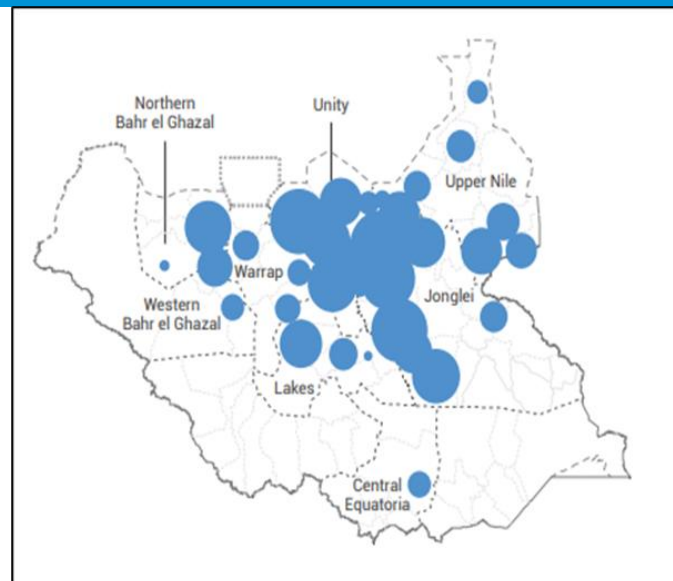 Northern
Bahr el Ghazal
Unity
Upper Nile
Warrap
Western
Bahr el Ghazal
Jonglei
Lakes
Central
Equatoria